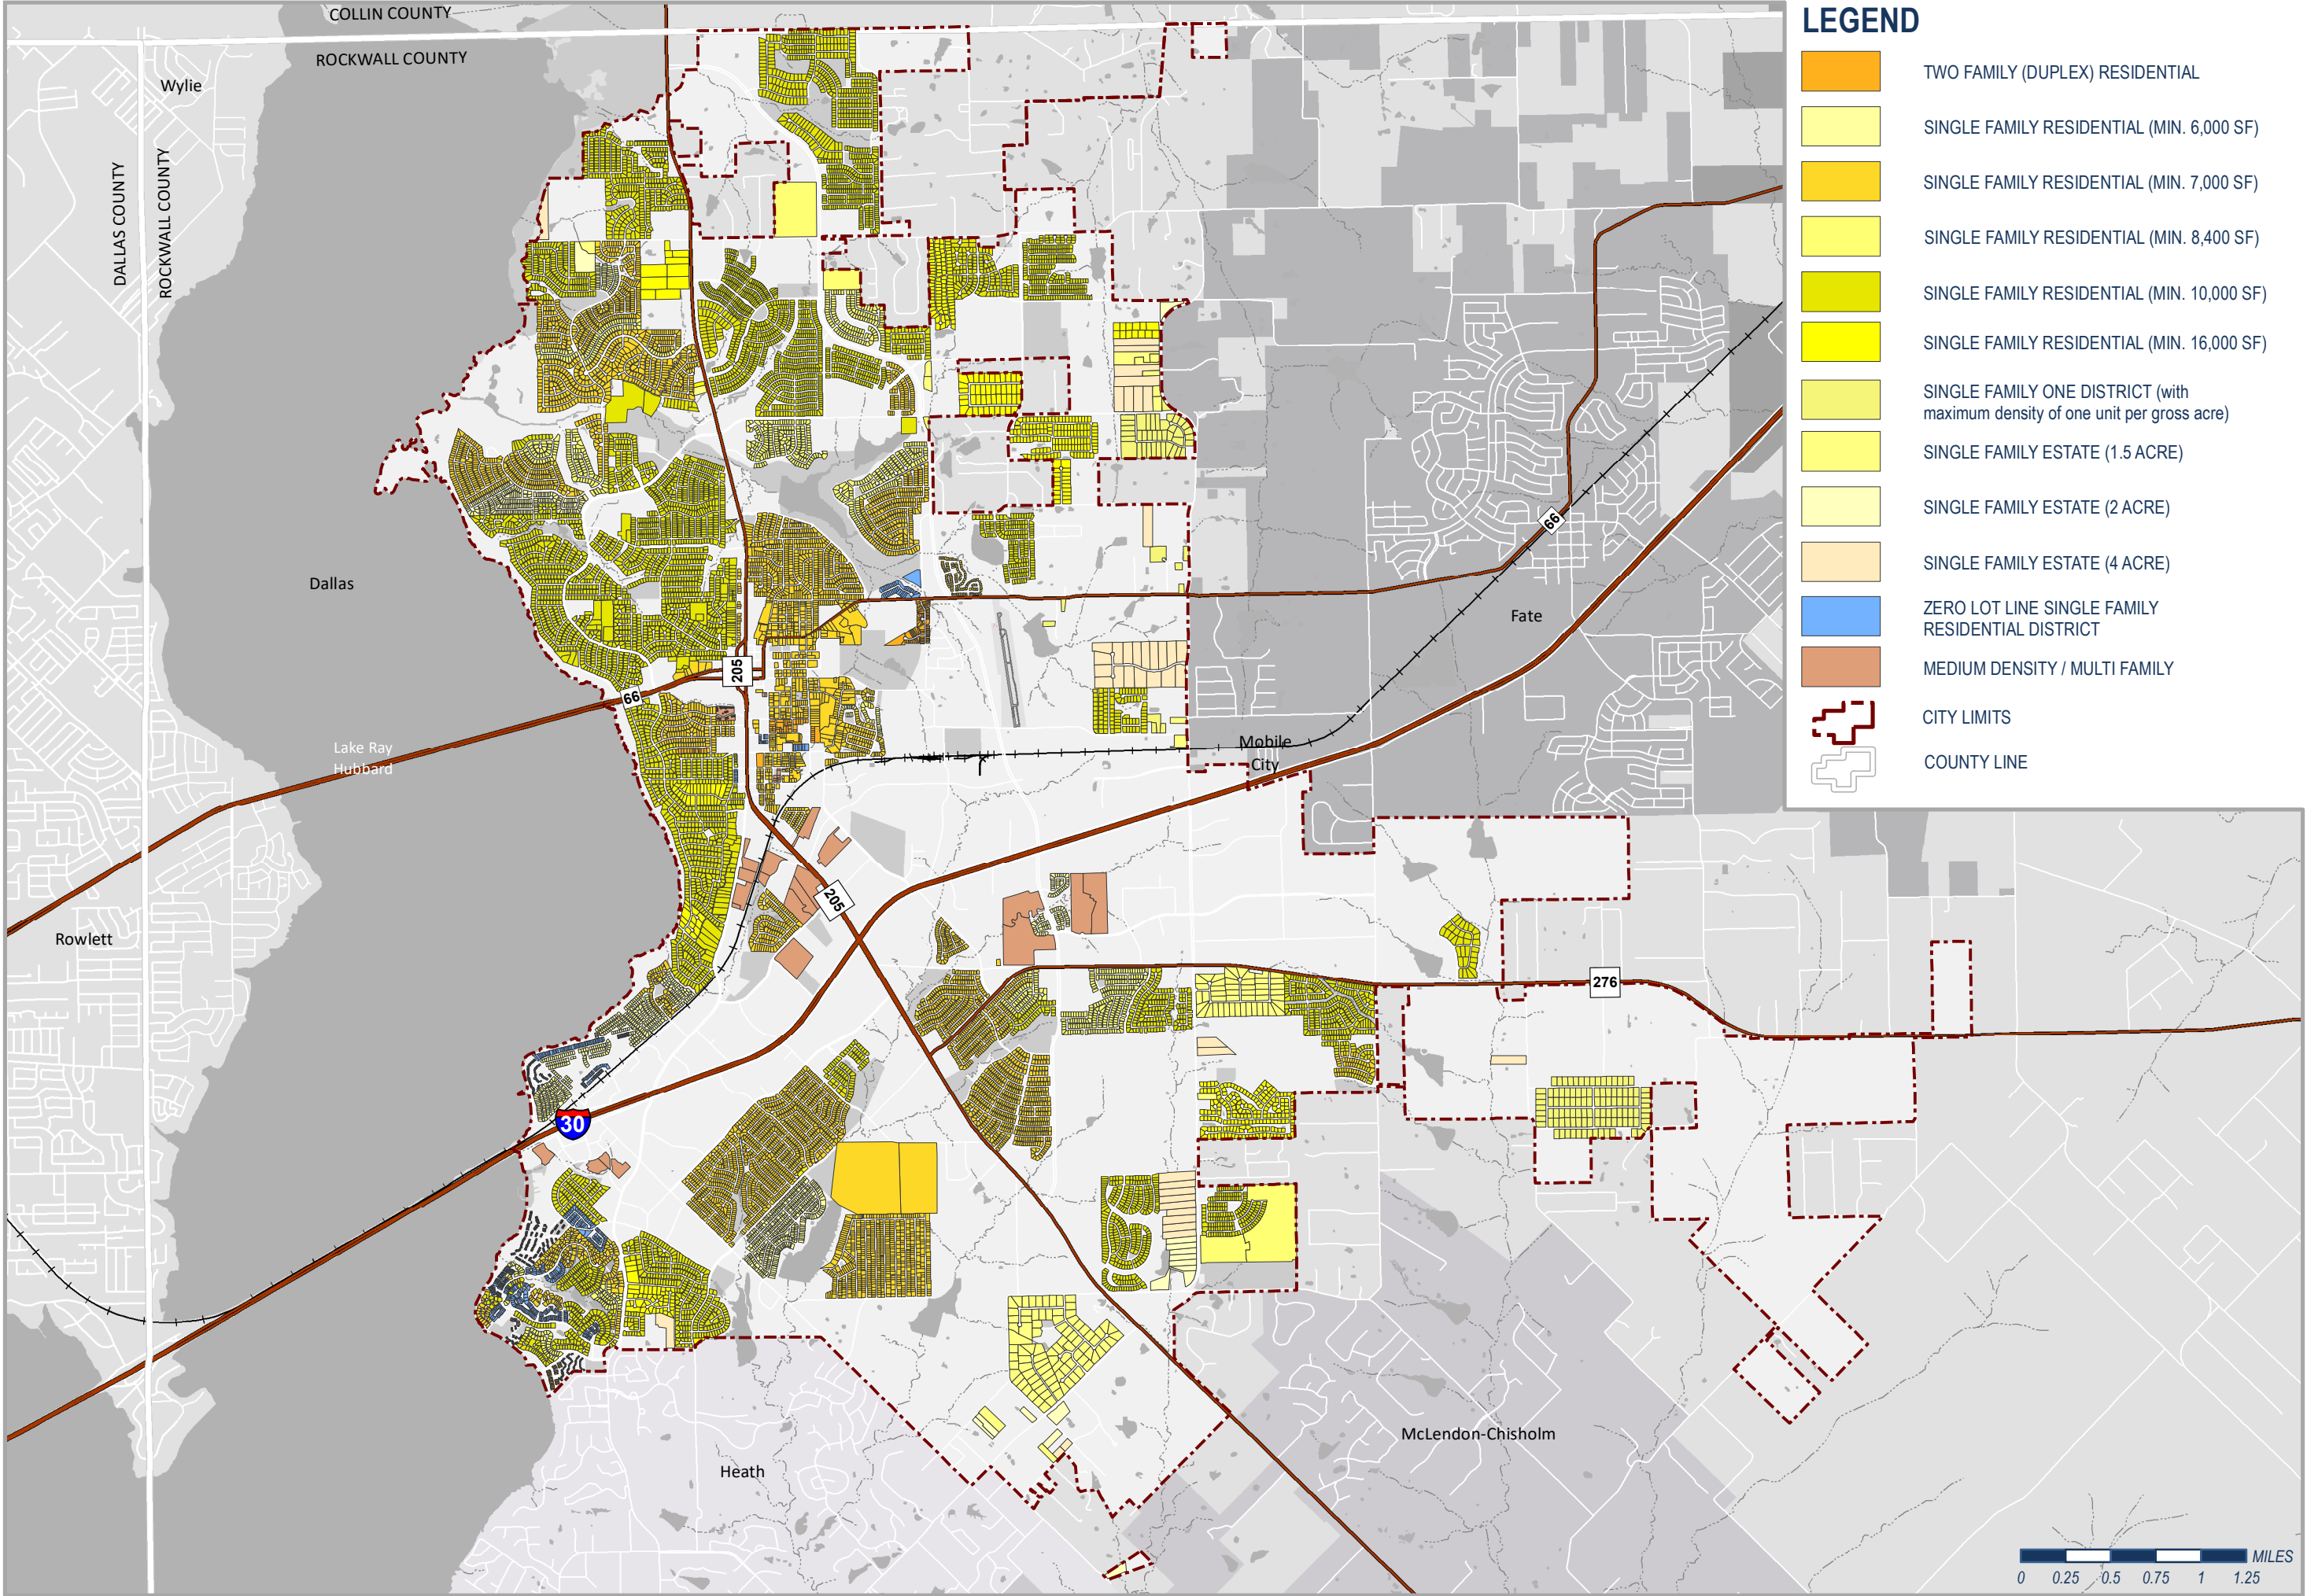 COLLIN COUNTY
ROCKWALL COUNTY
Wylie
DALLAS COUNTY
ROCKWALL COUNTY
Dallas
66
Fate
205
66
Lake Ray
Hubbard
Mobile
City
205
Rowlett
276
30
McLendon-Chisholm
Heath
LEGEND
TWO FAMILY (DUPLEX) RESIDENTIAL
SINGLE FAMILY RESIDENTIAL (MIN. 6,000 SF)
SINGLE FAMILY RESIDENTIAL (MIN. 7,000 SF)
SINGLE FAMILY RESIDENTIAL (MIN. 8,400 SF)
SINGLE FAMILY RESIDENTIAL (MIN. 10,000 SF)
SINGLE FAMILY RESIDENTIAL (MIN. 16,000 SF)
SINGLE FAMILY ONE DISTRICT (with
maximum density of one unit per gross acre)
SINGLE FAMILY ESTATE (1.5 ACRE)
SINGLE FAMILY ESTATE (2 ACRE)
SINGLE FAMILY ESTATE (4 ACRE)
ZERO LOT LINE SINGLE FAMILY
RESIDENTIAL DISTRICT
MEDIUM DENSITY / MULTI FAMILY
CITY LIMITS
COUNTY LINE
MILES
0 0.25 0.5 0.75 1 1.25